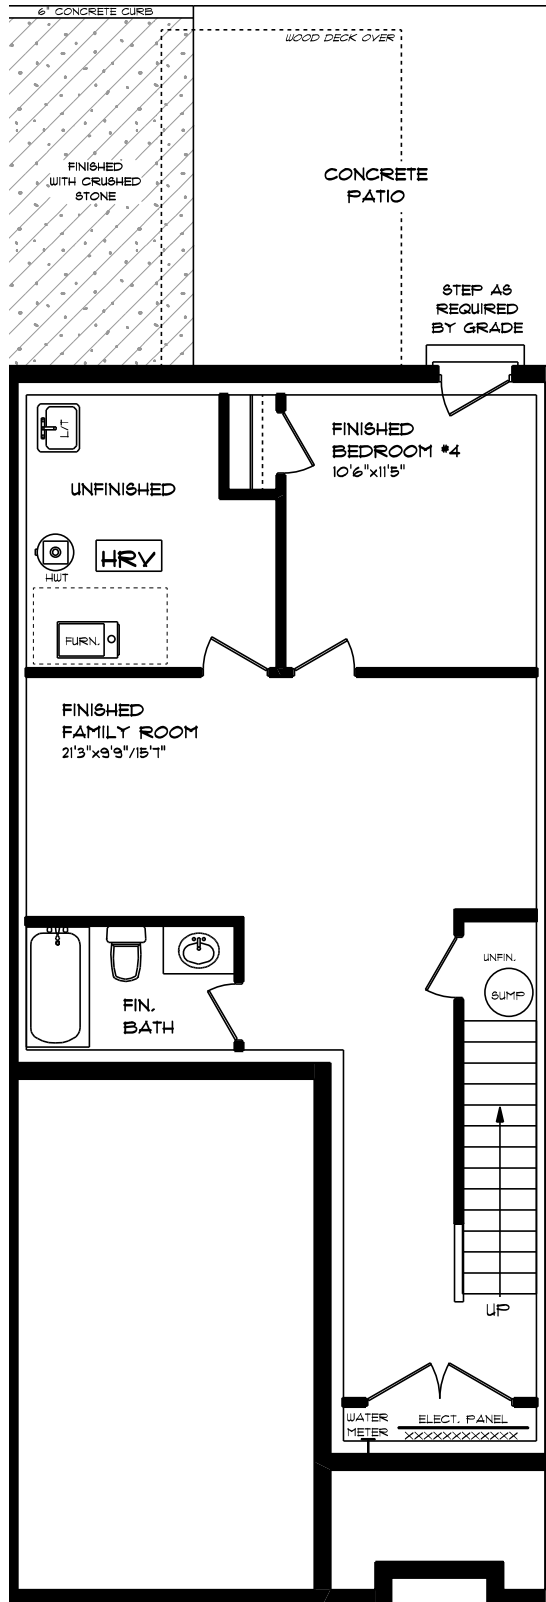 6" CONCRETE CURB
WOOD DECK OVER
FINISHED
WITH CRUSHED
STONE
CONCRETE
PATIO
STEP AS
REQUIRED
BY GRADE
L/T
FINISHED
BEDROOM #4
10'6"x11'5"
UNFINISHED
HRV
HWT
FURN.
FINISHED
FAMILY ROOM
21'3"x9'9"/15'7"
UNFIN.
SUMP
FIN.
BATH
UP
WATER
METER
ELECT. PANEL
XXXXXXXXXXXXX